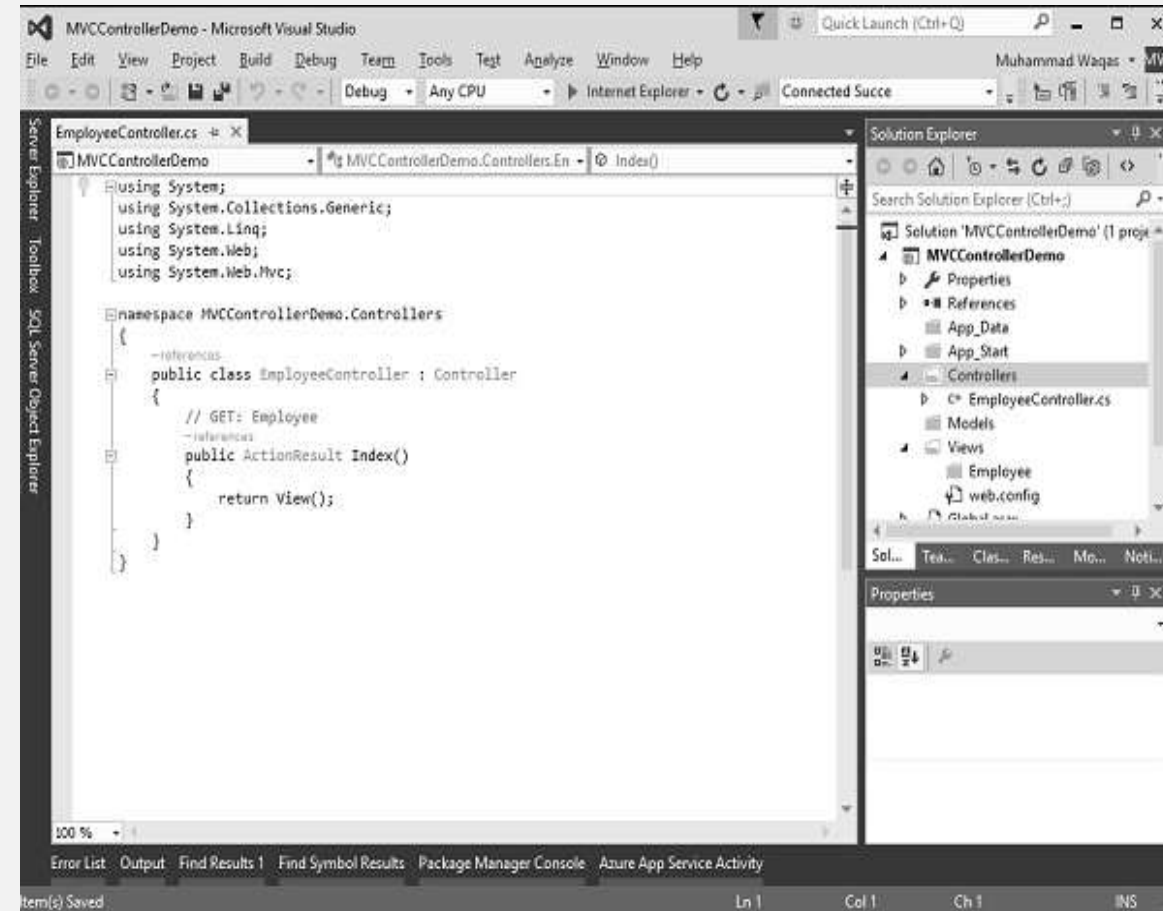 MVCControllerDemo - Microsoft Visual Studio
Quick Launch (Ctrl+Q)
File Edit View Project Build Debug Team Tools Test Analyze Window Help
Muhammad Waqas
MW
Debug Any CPU Internet Explorer Connected Succe
Server Explorer Toolbox SQL Server Object Explorer
EmployeeController.cs
MVCControllerDemo MVCControllerDemo.Controllers.En Index()
using System;
using System.Collections.Generic;
using System.Linq;
using System.Web;
using System.Web.Mvc;
namespace MVCControllerDemo.Controllers
{
-references
public class EmployeeController : Controller
{
// GET: Employee
-references
public ActionResult Index()
{
return View();
}
}
}
100 %
Solution Explorer
Search Solution Explorer (Ctrl+;)
Solution 'MVCControllerDemo' (1 proje
MVCControllerDemo
Properties
References
App_Data
App_Start
Controllers
C# EmployeeController.cs
Models
Views
Employee
web.config
Sol... Tea... Clas... Res... Mo... Noti...
Properties
Error List Output Find Results 1 Find Symbol Results Package Manager Console Azure App Service Activity
Item(s) Saved Ln 1 Col 1 Ch 1 INS